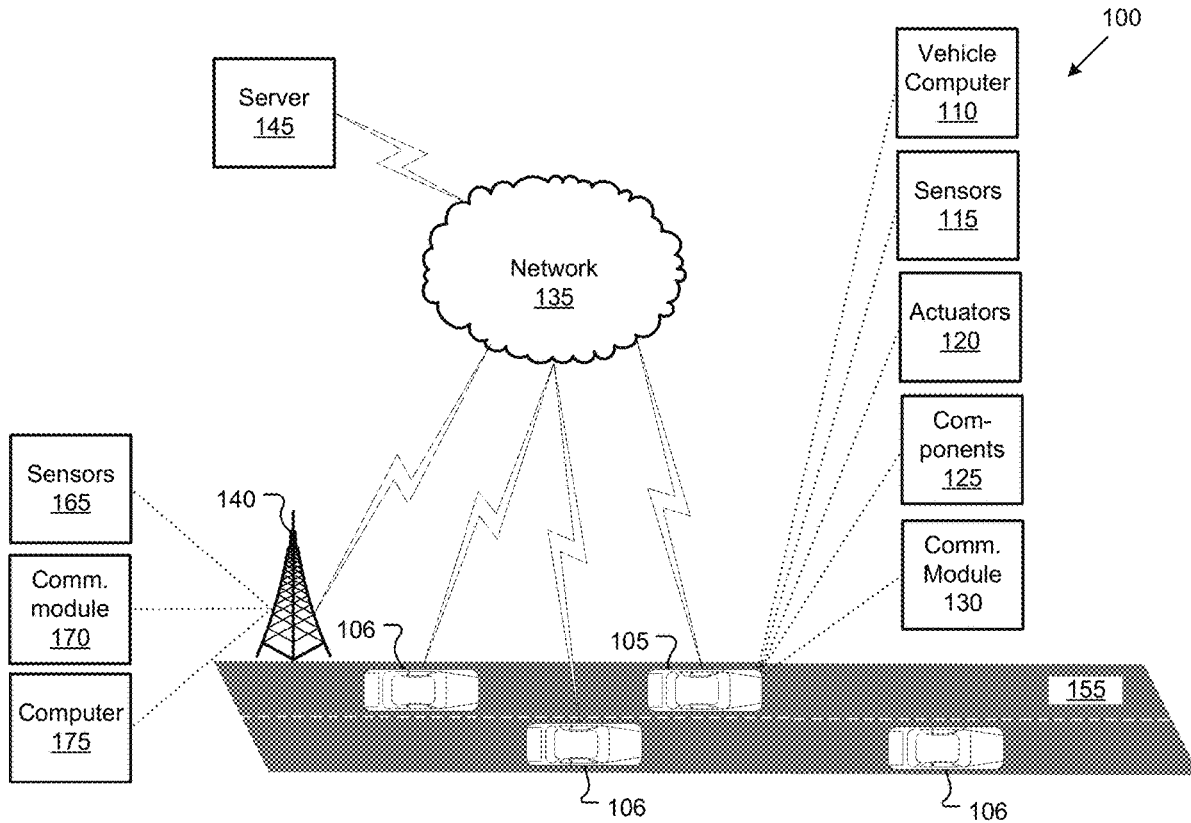 100
Vehicle
Computer
110
Server
145
Sensors
115
Network
135
Actuators
120
Com-
ponents
125
Sensors
165
140
Comm.
Module
130
Comm.
module
170
106
105
Computer
175
155
106
106